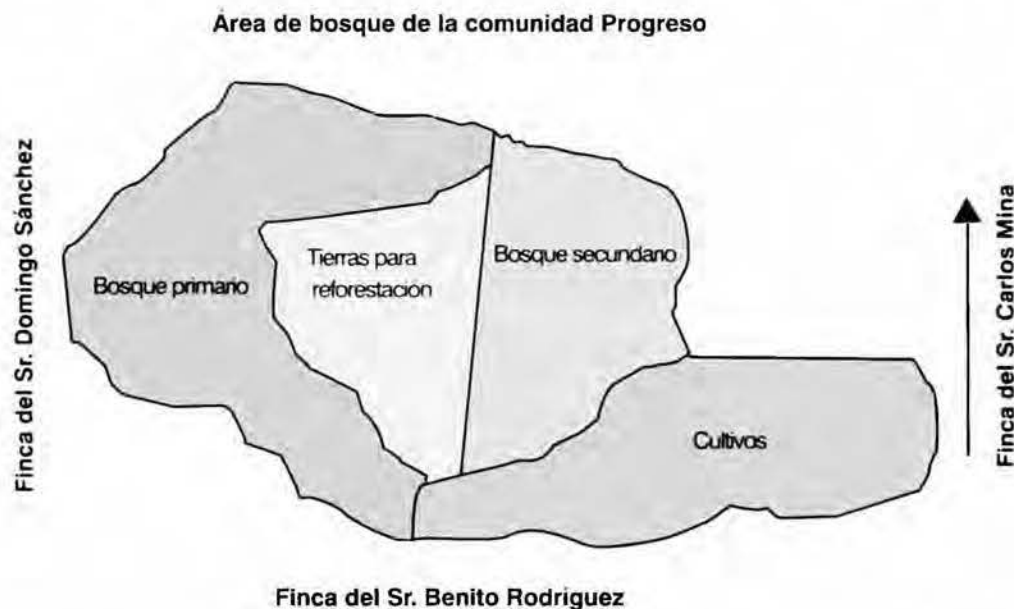 Área de bosque de la comunidad Progreso
Finca del Sr. Domingo Sánchez
Bosque primario
Tierras para
reforestación
Bosque secundario
Cultivos
Finca del Sr. Carlos Mina
Finca del Sr. Benito Rodríguez